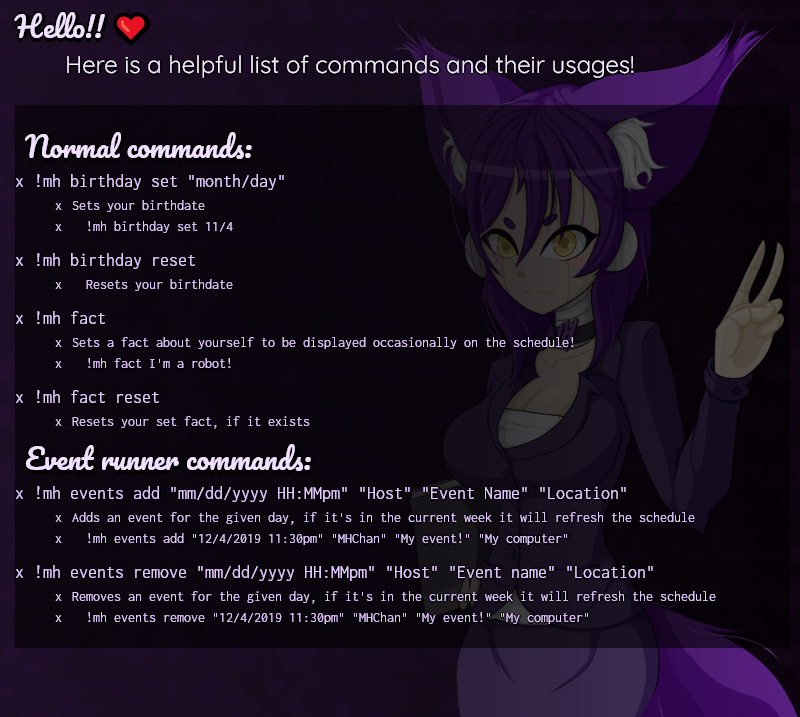 Hello!! ❤
Here is a helpful list of commands and their usages!
Normal commands:
x !mh birthday set "month/day"
x Sets your birthdate
x !mh birthday set 11/4
x !mh birthday reset
x Resets your birthdate
x !mh fact
x Sets a fact about yourself to be displayed occasionally on the schedule!
x !mh fact I'm a robot!
x !mh fact reset
x Resets your set fact, if it exists
Event runner commands:
x !mh events add "mm/dd/yyyy HH:MMpm" "Host" "Event Name" "Location"
x Adds an event for the given day, if it's in the current week it will refresh the schedule
x !mh events add "12/4/2019 11:30pm" "MHChan" "My event!" "My computer"
x !mh events remove "mm/dd/yyyy HH:MMpm" "Host" "Event name" "Location"
x Removes an event for the given day, if it's in the current week it will refresh the schedule
x !mh events remove "12/4/2019 11:30pm" "MHChan" "My event!" "My computer"